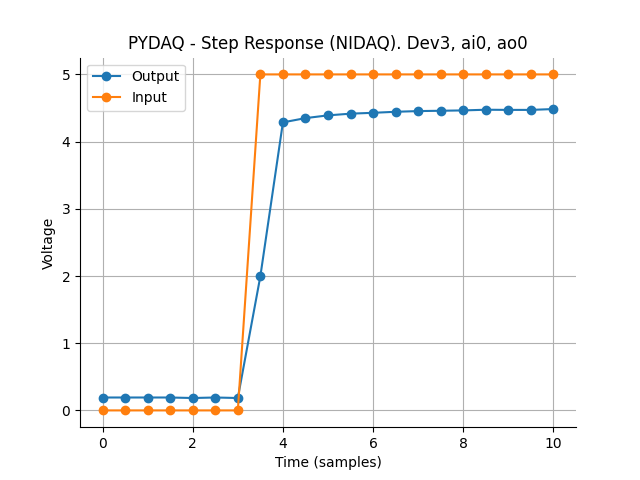 PYDAQ - Step Response (NIDAQ). Dev3, ai0, ao0
Output
Input
5
4
3
2
1
0
Voltage
0 2 4 6 8 10
Time (samples)